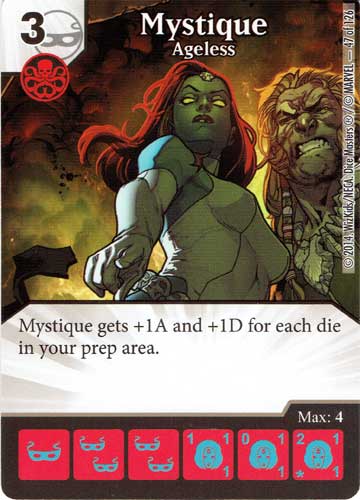 3
Mystique
Ageless
© 2014 WizKids/NECA. Dice Masters © / © MARVEL — 47 of 126
Mystique gets +1A and +1D for each die
in your prep area.
Max: 4
1 1 1
0 1 1
2 1 * 1